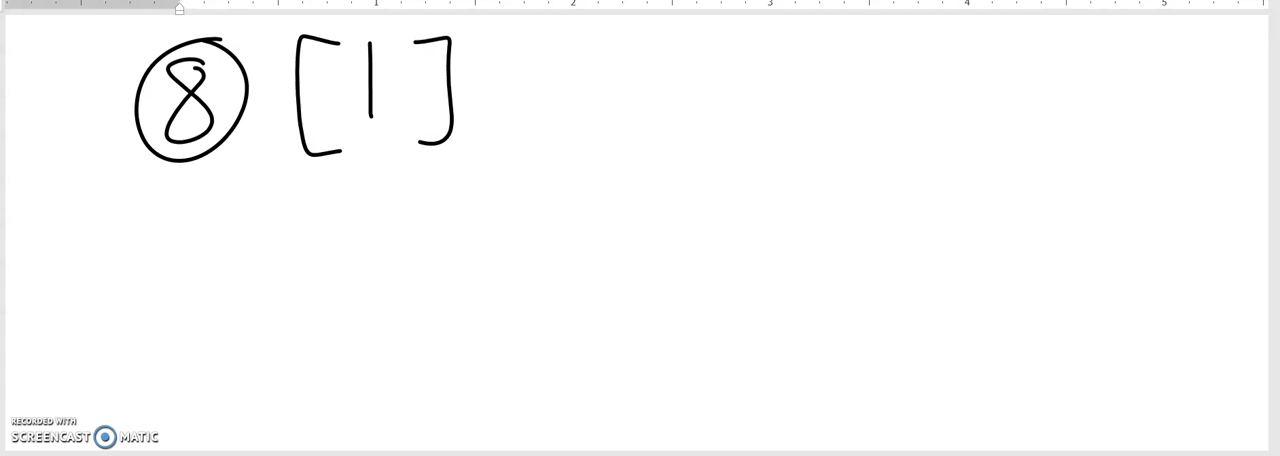 1 2 3 4 5
⑧ [ 1 ]
RECORDED WITH
SCREENCAST MATIC